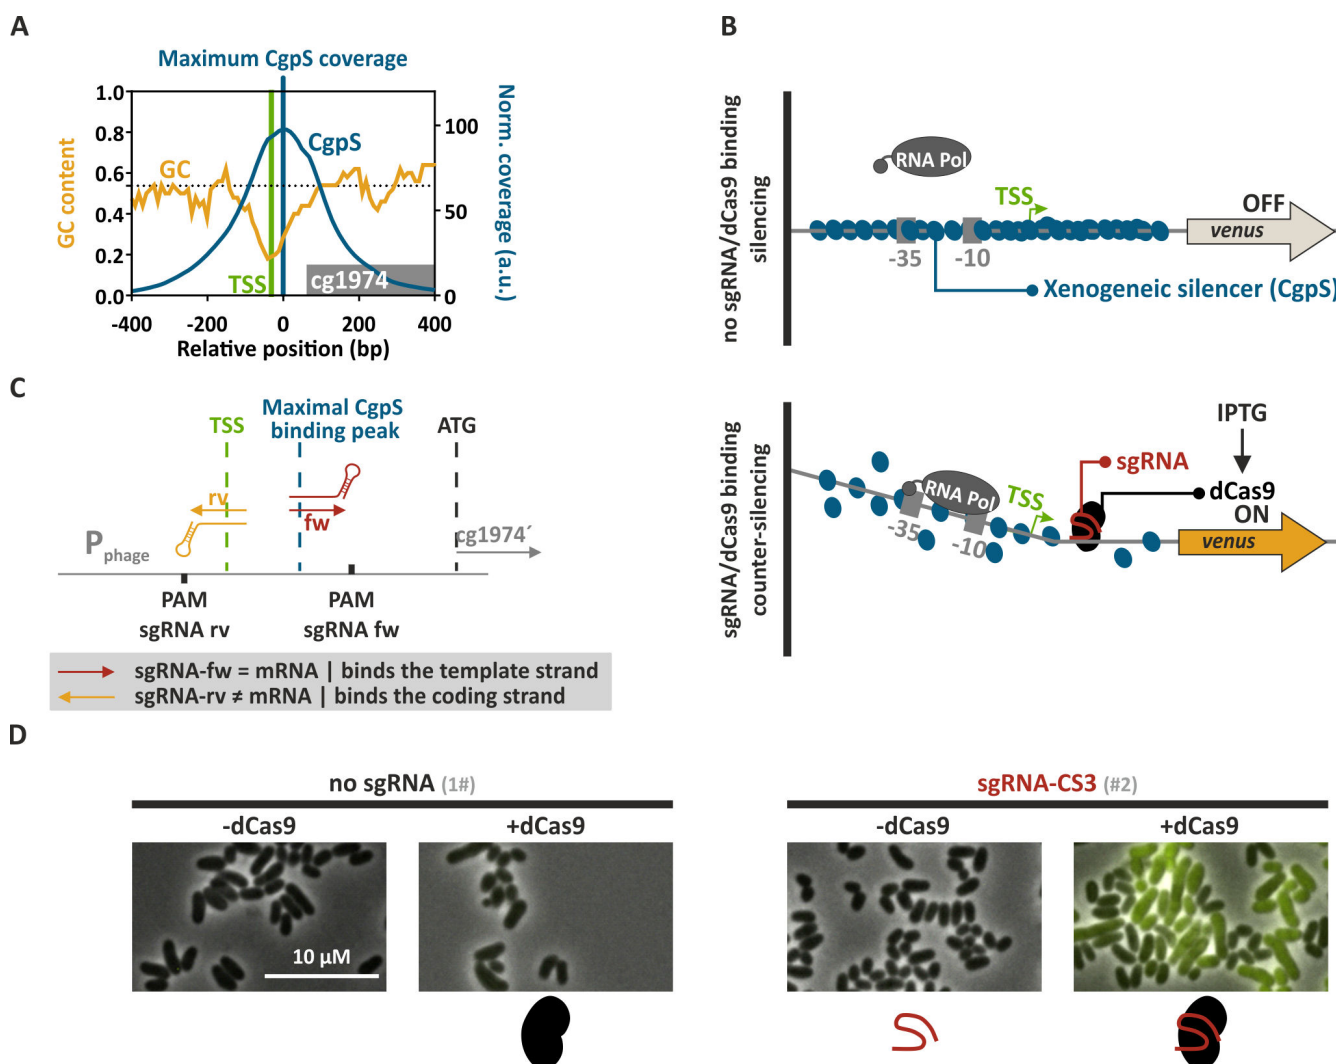 A
Maximum CgpS coverage
1.0
0.8
0.6
0.4
0.2
0.0
GC content
GC
CgpS
TSS
cg1974
100
50
0
Norm. coverage (a.u.)
-400
-200
0
200
400
Relative position (bp)
B
no sgRNA/dCas9 binding
silencing
RNA Pol
TSS
OFF
venus
-35
-10
Xenogeneic silencer (CgpS)
sgRNA/dCas9 binding
counter-silencing
IPTG
sgRNA
dCas9
RNA Pol
TSS
ON
venus
-35
-10
C
TSS
Maximal CgpS
binding peak
ATG
rv
fw
Pphage
cg1974´
PAM
sgRNA rv
PAM
sgRNA fw
sgRNA-fw = mRNA | binds the template strand
sgRNA-rv ≠ mRNA | binds the coding strand
D
no sgRNA (1#)
-dCas9
+dCas9
10 µM
sgRNA-CS3 (#2)
-dCas9
+dCas9